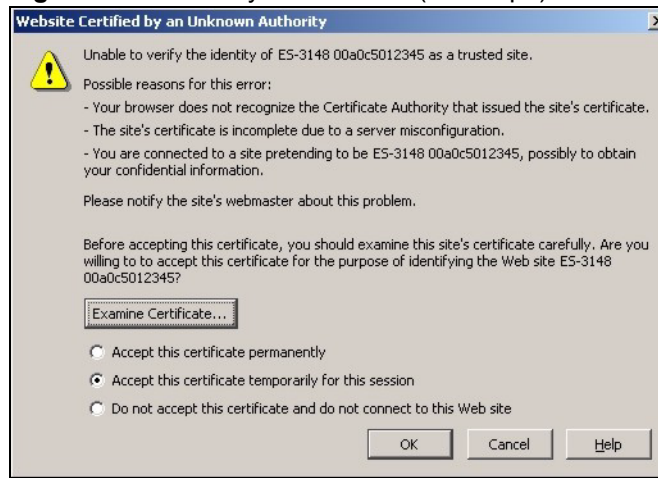 Website Certified by an Unknown Authority
Unable to verify the identity of ES-3148 00a0c5012345 as a trusted site.
Possible reasons for this error:
- Your browser does not recognize the Certificate Authority that issued the site's certificate.
- The site's certificate is incomplete due to a server misconfiguration.
- You are connected to a site pretending to be ES-3148 00a0c5012345, possibly to obtain
your confidential information.
Please notify the site's webmaster about this problem.
Before accepting this certificate, you should examine this site's certificate carefully. Are you
willing to to accept this certificate for the purpose of identifying the Web site ES-3148
00a0c5012345?
Examine Certificate...
Accept this certificate permanently
Accept this certificate temporarily for this session
Do not accept this certificate and do not connect to this Web site
OK Cancel Help